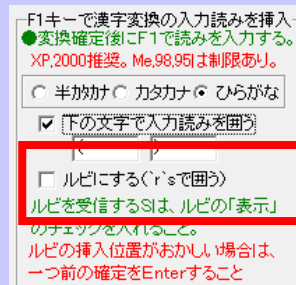 F1キーで漢字変換の入力読みを挿入
●変換確定後にF1で読みを入力する。
XP,2000推奨。Me,98,95は制限あり。
半角カナ カタカナ ひらがな
下の文字で入力読みを囲う
ルビにする(`r`sで囲う)
ルビを受信するSは、ルビの「表示」
のチェックを入れること。
ルビの挿入位置がおかしい場合は、
一つ前の確定をEnterすること